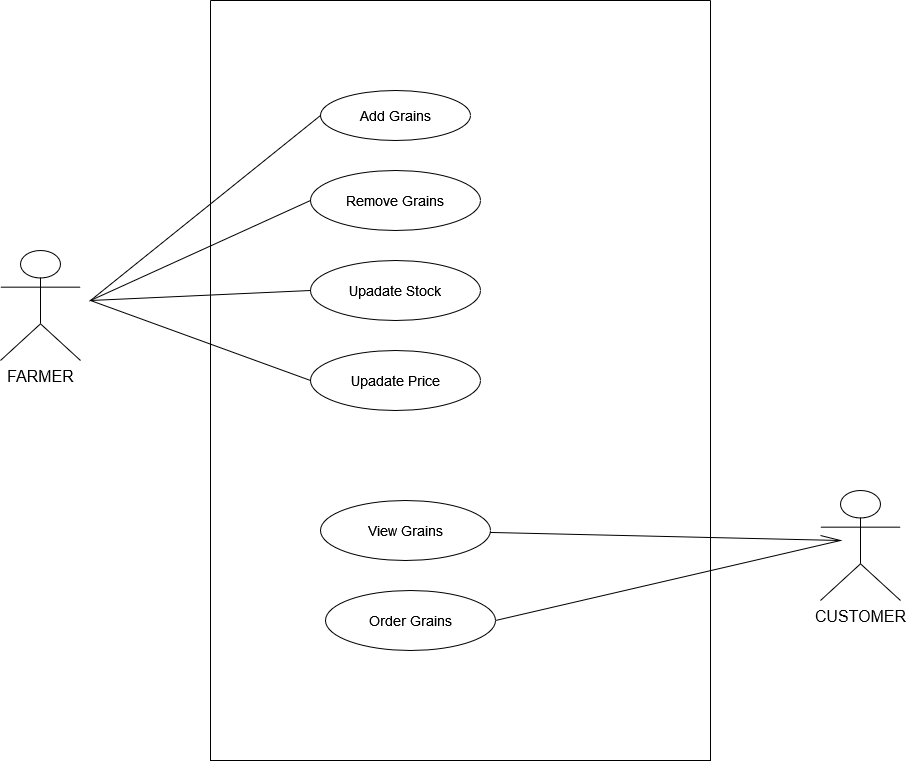 Add Grains
Remove Grains
Upadate Stock
FARMER
Upadate Price
View Grains
Order Grains
CUSTOMER